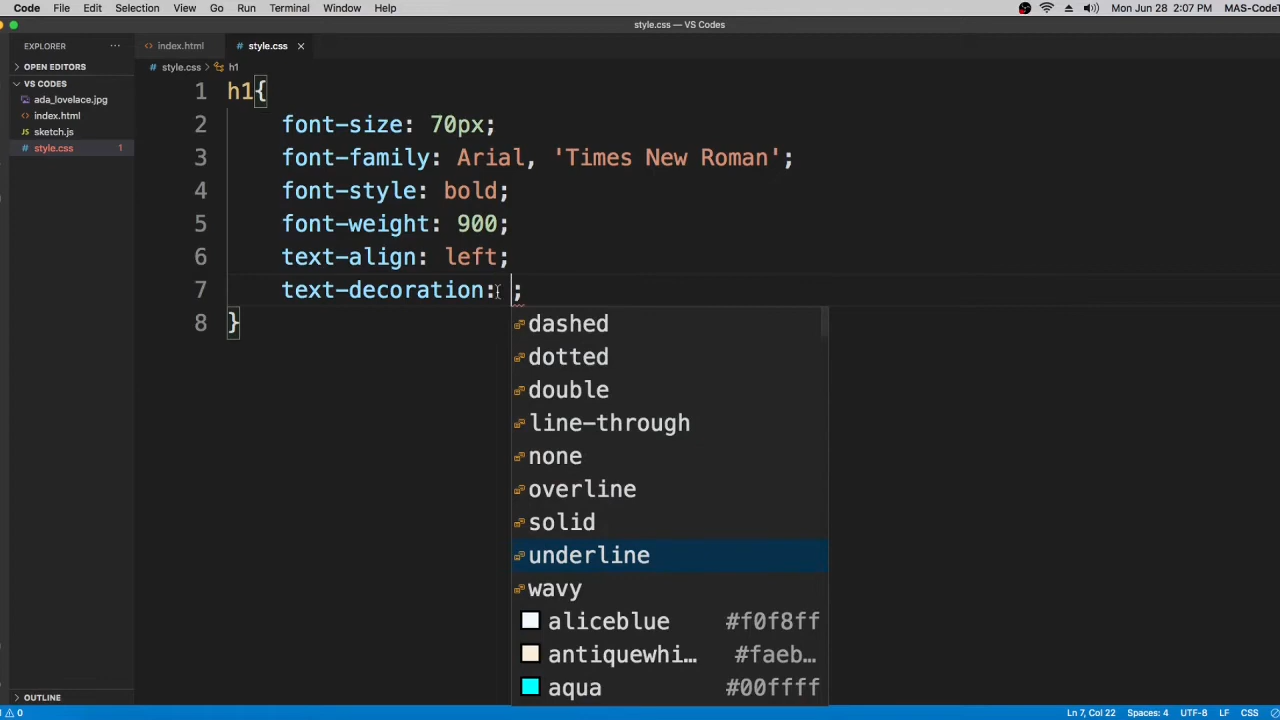 Code File Edit Selection View Go Run Terminal Window Help Mon Jun 28 2:07 PM MAS-CodeT
style.css — VS Codes
EXPLORER ··· index.html style.css
OPEN EDITORS style.css > h1
VS CODES
ada_lovelace.jpg
index.html
sketch.js
style.css 1
1 h1{
2 font-size: 70px;
3 font-family: Arial, 'Times New Roman';
4 font-style: bold;
5 font-weight: 900;
6 text-align: left;
7 text-decoration: ;
8 }
dashed
dotted
double
line-through
none
overline
solid
underline
wavy
aliceblue #f0f8ff
antiquewhi... #faeb...
aqua #00ffff
OUTLINE
0 Ln 7, Col 22 Spaces: 4 UTF-8 LF CSS